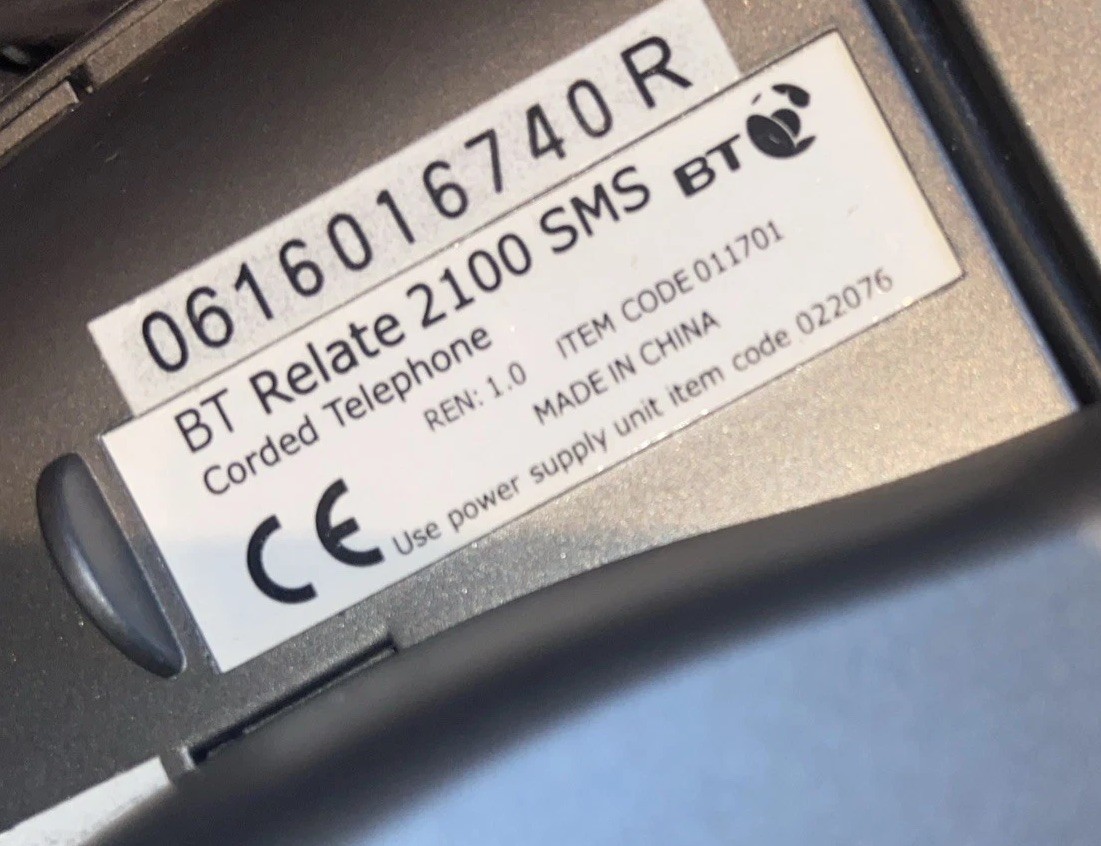 0616016740R
BT Relate 2100 SMS BT
Corded Telephone
REN: 1.0 ITEM CODE 011701
MADE IN CHINA
CE Use power supply unit item code 022076